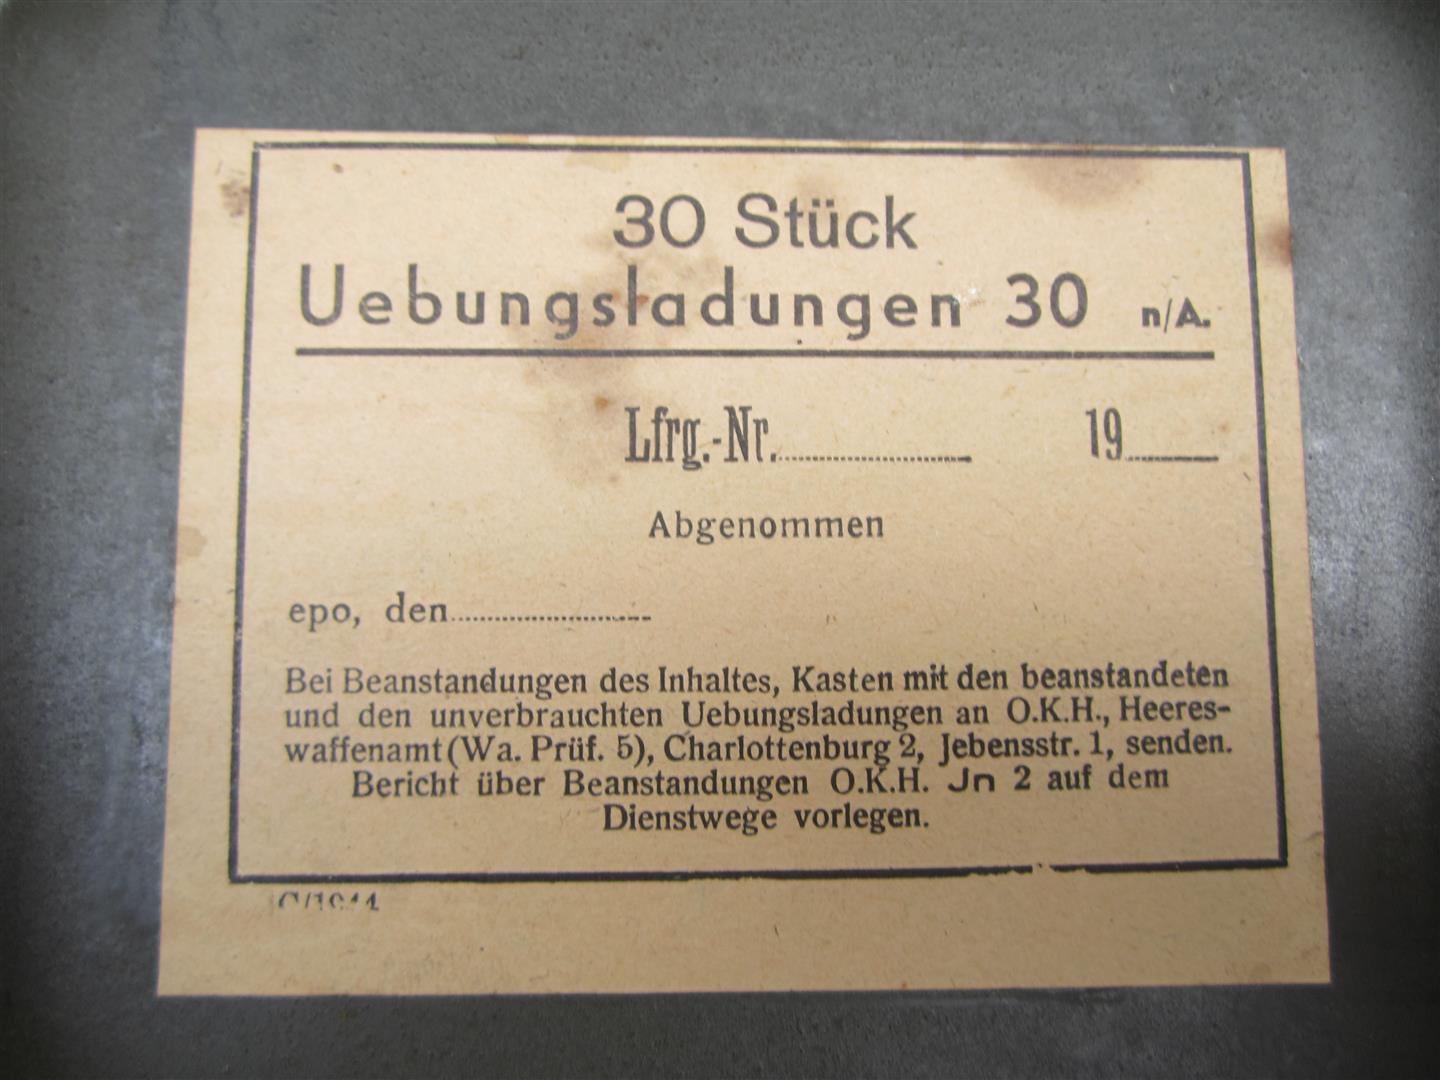 30 Stück
Uebungsladungen 30 n/A.
Lfrg.-Nr. 19
Abgenommen
epo, den
Bei Beanstandungen des Inhaltes, Kasten mit den beanstandeten
und den unverbrauchten Uebungsladungen an O.K.H., Heeres-
waffenamt (Wa. Prüf. 5), Charlottenburg 2, Jebensstr. 1, senden.
Bericht über Beanstandungen O.K.H. Jn 2 auf dem
Dienstwege vorlegen.